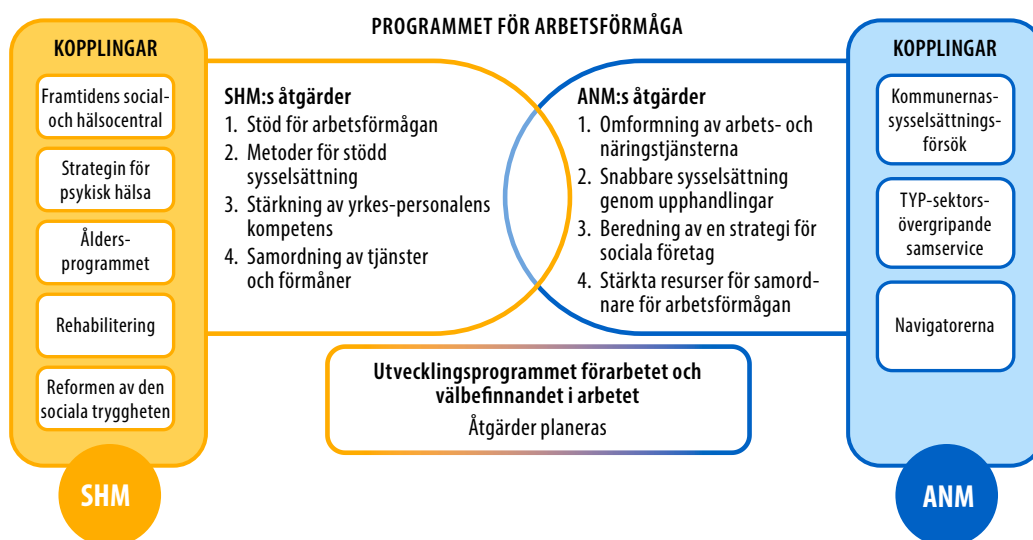 PROGRAMMET FÖR ARBETSFÖRMÅGA
KOPPLINGAR
Framtidens social-
och hälsocentral
Strategin för
psykisk hälsa
Ålders-
programmet
Rehabilitering
Reformen av den
sociala tryggheten
SHM
SHM:s åtgärder
1. Stöd för arbetsförmågan
2. Metoder för stödd
sysselsättning
3. Stärkning av yrkes-personalens
kompetens
4. Samordning av tjänster
och förmåner
ANM:s åtgärder
1. Omformning av arbets- och
näringstjänsterna
2. Snabbare sysselsättning
genom upphandlingar
3. Beredning av en strategi för
sociala företag
4. Stärkta resurser för samord-
nare för arbetsförmågan
Utvecklingsprogrammet förarbetet och
välbefinnandet i arbetet
Åtgärder planeras
KOPPLINGAR
Kommunernas-
sysselsättnings-
försök
TYP-sektors-
övergripande
samservice
Navigatorerna
ANM